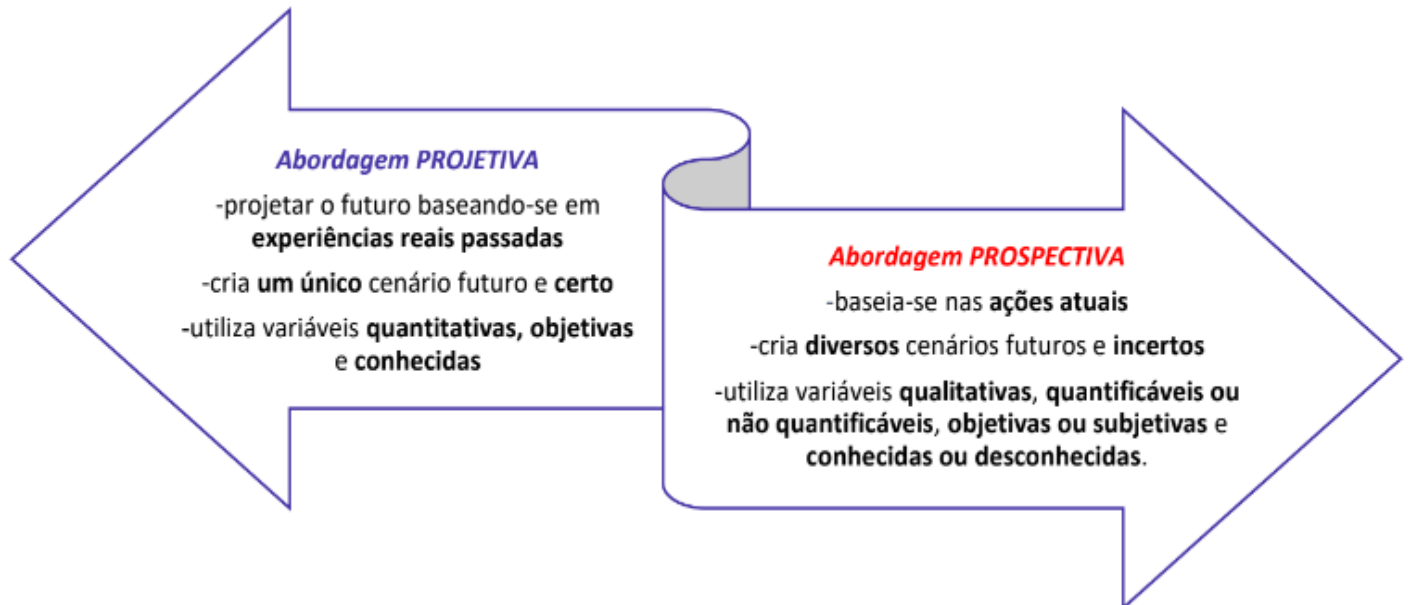 Abordagem PROJETIVA
-projetar o futuro baseando-se em
experiências reais passadas
-cria um único cenário futuro e certo
-utiliza variáveis quantitativas, objetivas
e conhecidas
Abordagem PROSPECTIVA
-baseia-se nas ações atuais
-cria diversos cenários futuros e incertos
-utiliza variáveis qualitativas, quantificáveis ou
não quantificáveis, objetivas ou subjetivas e
conhecidas ou desconhecidas.